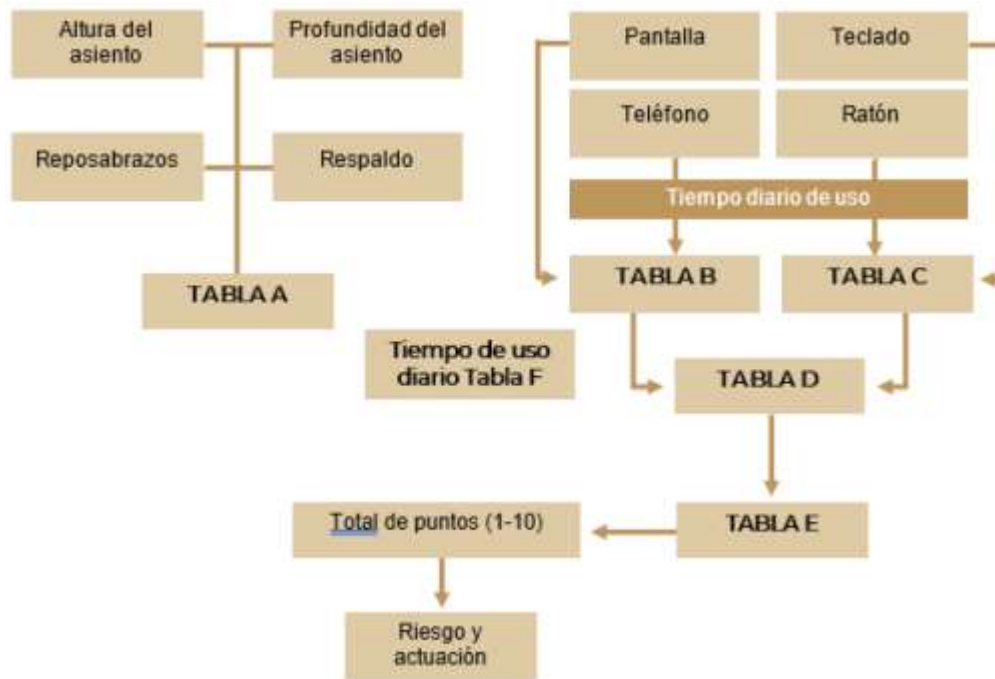 Altura del
asiento
Profundidad del
asiento
Reposabrazos
Respaldo
TABLA A
Pantalla
Teclado
Teléfono
Ratón
Tiempo diario de uso
TABLA B
TABLA C
Tiempo de uso
diario Tabla F
TABLA D
TABLA E
Total de puntos (1-10)
Riesgo y
actuación